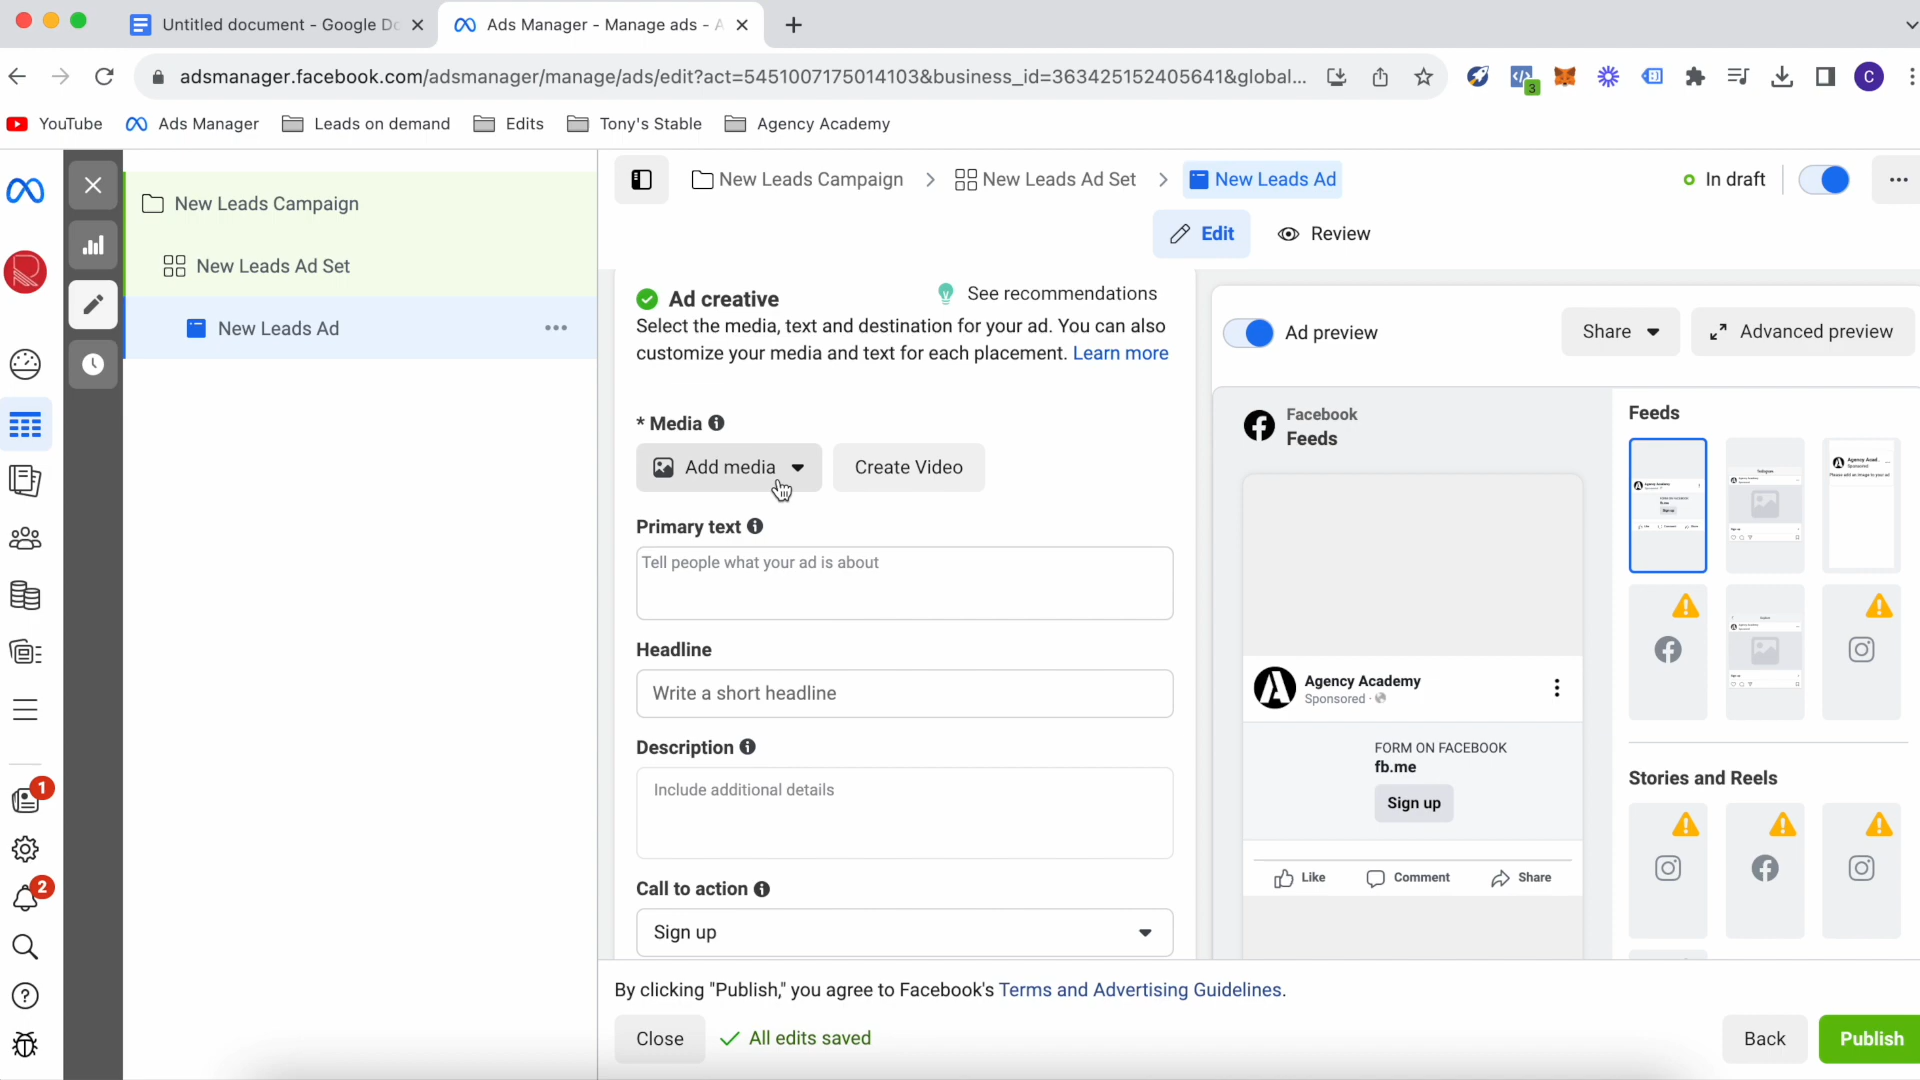 Untitled document - Google Do
Ads Manager - Manage ads - A
adsmanager.facebook.com/adsmanager/manage/ads/edit?act=5451007175014103&business_id=363425152405641&global...
3
C
YouTube
Ads Manager
Leads on demand
Edits
Tony's Stable
Agency Academy
New Leads Campaign
New Leads Ad Set
New Leads Ad
New Leads Campaign
New Leads Ad Set
New Leads Ad
In draft
Edit
Review
Ad creative
See recommendations
Select the media, text and destination for your ad. You can also
customize your media and text for each placement. Learn more
* Media
Add media
Create Video
Primary text
Tell people what your ad is about
Headline
Write a short headline
Description
Include additional details
Call to action
Sign up
Ad preview
Share
Advanced preview
Facebook
Feeds
Agency Academy
Sponsored ·
FORM ON FACEBOOK
fb.me
Sign up
Like
Comment
Share
Feeds
Stories and Reels
1
2
By clicking "Publish," you agree to Facebook's Terms and Advertising Guidelines.
Close
All edits saved
Back
Publish